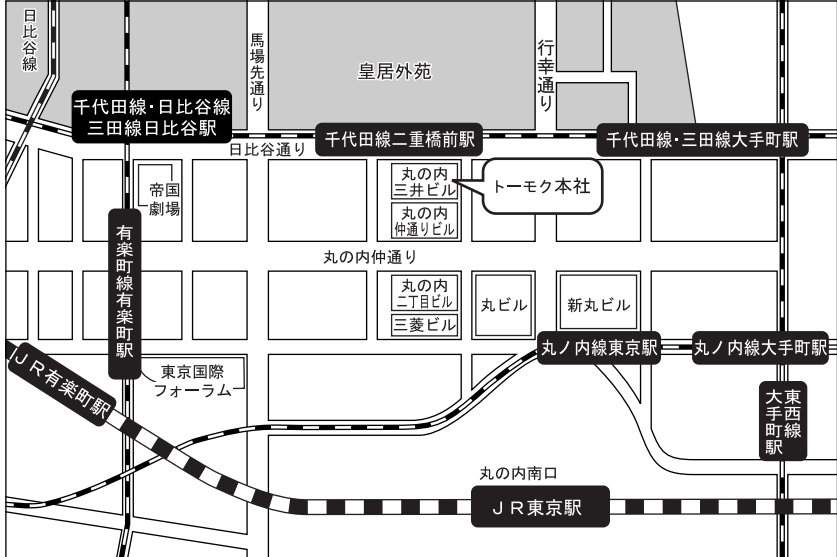 日比谷線
馬場先通り
皇居外苑
行幸通り
千代田線・日比谷線
三田線日比谷駅
日比谷通り
千代田線二重橋前駅
千代田線・三田線大手町駅
帝国
劇場
丸の内
三井ビル
トーモク本社
丸の内
仲通りビル
有楽町線有楽町駅
丸の内仲通り
丸の内
二丁目ビル
三菱ビル
丸ビル
新丸ビル
丸ノ内線東京駅
丸ノ内線大手町駅
JR有楽町駅
東京国際
フォーラム
東西線
大手町駅
丸の内南口
JR東京駅